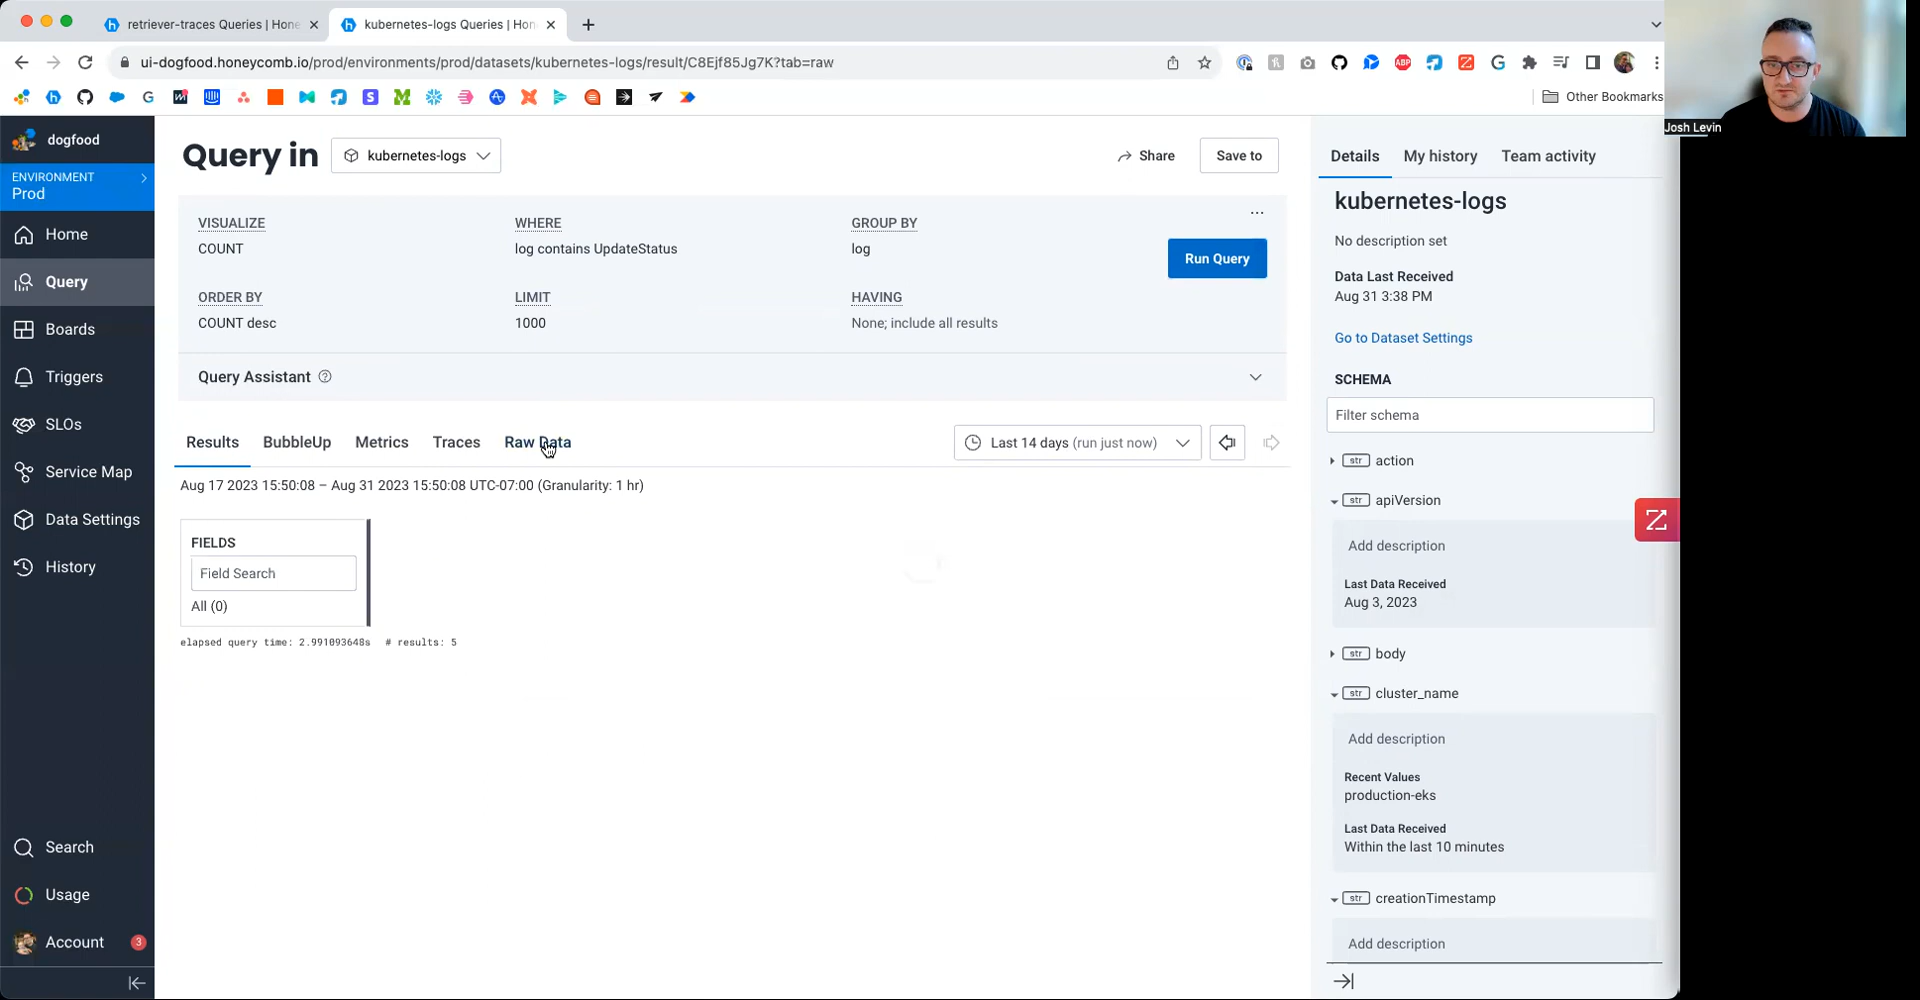 retriever-traces Queries | Hone
kubernetes-logs Queries | Hon
ui-dogfood.honeycomb.io/prod/environments/prod/datasets/kubernetes-logs/result/C8Ejf85Jg7K?tab=raw
ABP
Other Bookmarks
Josh Levin
dogfood
ENVIRONMENT
Prod
Home
Query
Boards
Triggers
SLOs
Service Map
Data Settings
History
Search
Usage
Account
3
Query in
kubernetes-logs
Share
Save to
VISUALIZE
COUNT
WHERE
log contains UpdateStatus
GROUP BY
log
Run Query
ORDER BY
COUNT desc
LIMIT
1000
HAVING
None; include all results
Query Assistant
Results
BubbleUp
Metrics
Traces
Raw Data
Last 14 days (run just now)
Aug 17 2023 15:50:08 – Aug 31 2023 15:50:08 UTC-07:00 (Granularity: 1 hr)
FIELDS
Field Search
All (0)
elapsed query time: 2.991093648s # results: 5
Details
My history
Team activity
kubernetes-logs
No description set
Data Last Received
Aug 31 3:38 PM
Go to Dataset Settings
SCHEMA
Filter schema
str action
str apiVersion
Add description
Last Data Received
Aug 3, 2023
str body
str cluster_name
Add description
Recent Values
production-eks
Last Data Received
Within the last 10 minutes
str creationTimestamp
Add description